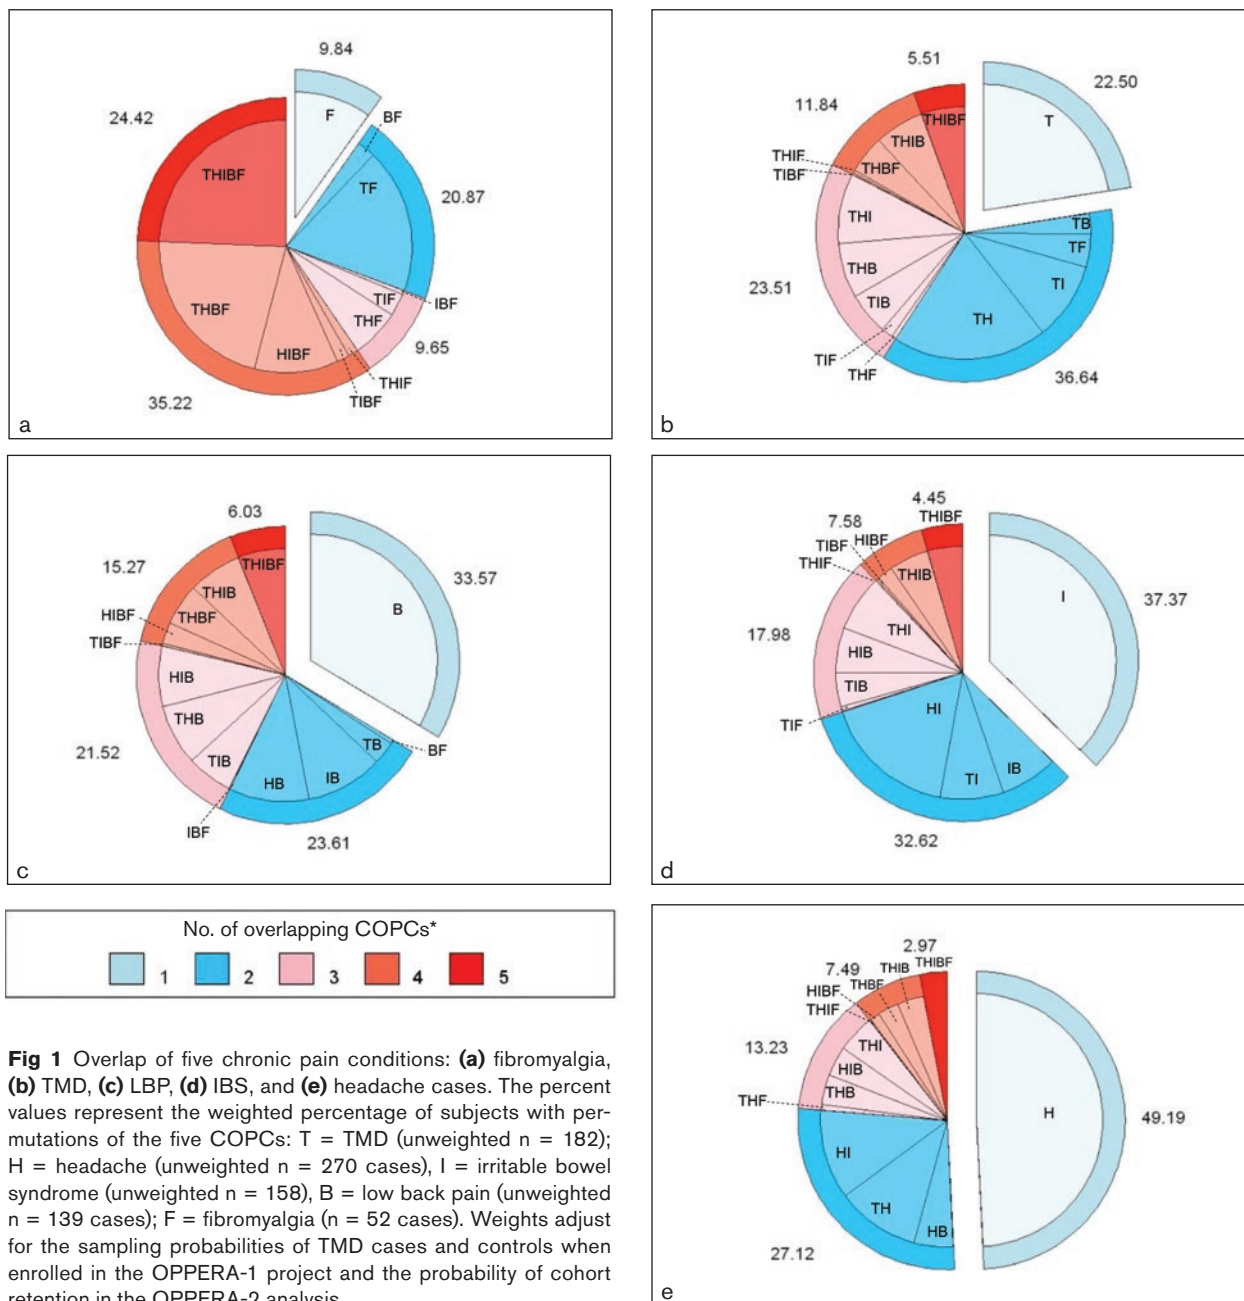 9.84
F
BF
24.42
THIBF
TF
20.87
TIF
IBF
THF
9.65
THBF
HIBF
THIF
TIBF
35.22
a
5.51
22.50
11.84
THIBF
T
THIB
THIF
THBF
TIBF
THI
TB
TF
THB
TI
23.51
TIB
TH
TIF
THF
36.64
b
6.03
15.27
THIBF
33.57
THIB
B
HIBF
THBF
TIBF
HIB
THB
TB
BF
21.52
TIB
IB
HB
IBF
23.61
c
4.45
7.58
THIBF
HIBF
TIBF
THIF
THIB
I
37.37
17.98
THI
HIB
TIB
HI
TIF
IB
TI
32.62
d
No. of overlapping COPCs*
1 2 3 4 5
2.97
7.49
THIB
THIBF
THBF
HIBF
THIF
13.23
THI
HIB
THB
THF
H
49.19
HI
TH
HB
27.12
e
Fig 1 Overlap of five chronic pain conditions: (a) fibromyalgia,
(b) TMD, (c) LBP, (d) IBS, and (e) headache cases. The percent
values represent the weighted percentage of subjects with per-
mutations of the five COPCs: T = TMD (unweighted n = 182);
H = headache (unweighted n = 270 cases), I = irritable bowel
syndrome (unweighted n = 158), B = low back pain (unweighted
n = 139 cases); F = fibromyalgia (n = 52 cases). Weights adjust
for the sampling probabilities of TMD cases and controls when
enrolled in the OPPERA-1 project and the probability of cohort
retention in the OPPERA-2 analysis.